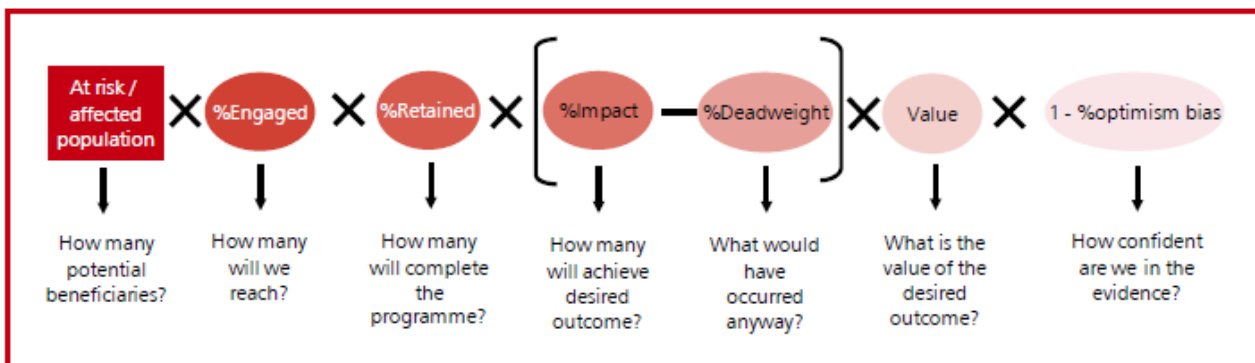 At risk /
affected
population
%Engaged
%Retained
%Impact
%Deadweight
Value
1 - %optimism bias
How many
potential
beneficiaries?
How many
will we
reach?
How many
will complete
the
programme?
How many
will achieve
desired
outcome?
What would
have
occurred
anyway?
What is the
value of the
desired
outcome?
How confident
are we in the
evidence?